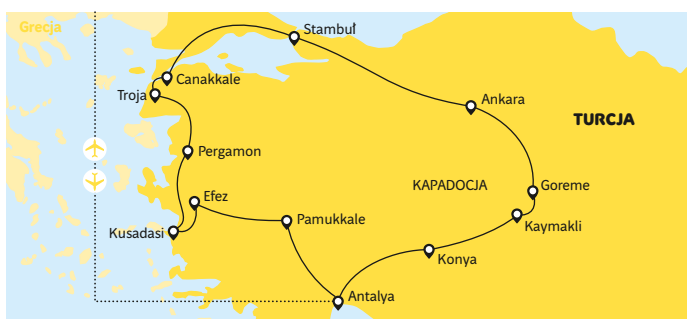 Grecja
Stambuł
Canakkale
Troja
Ankara
TURCJA
Pergamon
KAPADOCJA
Goreme
Efez
Pamukkale
Kaymakli
Kusadasi
Konya
Antalya